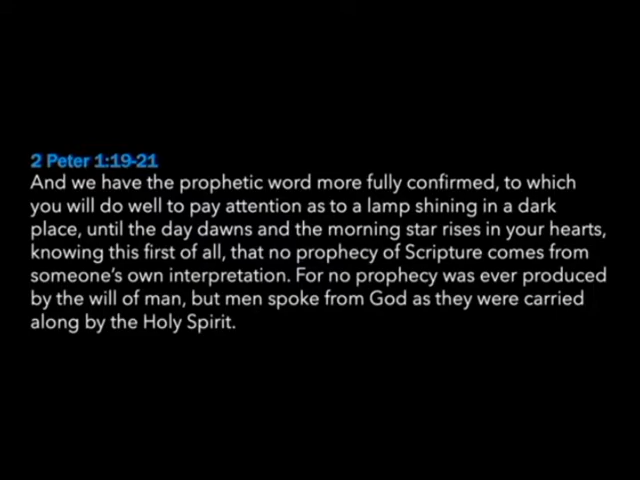 2 Peter 1:19-21
And we have the prophetic word more fully confirmed, to which
you will do well to pay attention as to a lamp shining in a dark
place, until the day dawns and the morning star rises in your hearts,
knowing this first of all, that no prophecy of Scripture comes from
someone's own interpretation. For no prophecy was ever produced
by the will of man, but men spoke from God as they were carried
along by the Holy Spirit.